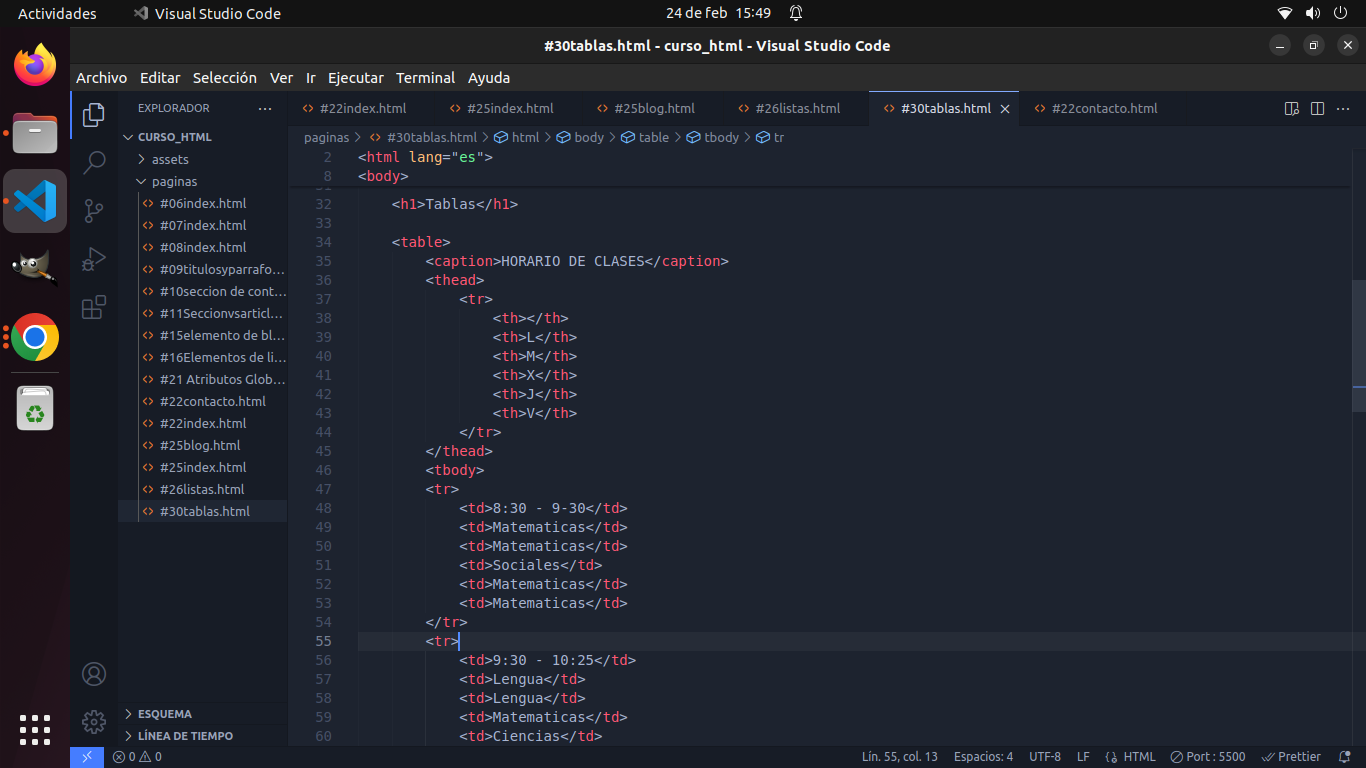 Actividades Visual Studio Code 24 de feb 15:49
#30tablas.html - curso_html - Visual Studio Code
Archivo Editar Selección Ver Ir Ejecutar Terminal Ayuda
EXPLORADOR ···
CURSO_HTML
assets
paginas
#06index.html
#07index.html
#08index.html
#09titulosyparrafo...
#10seccion de cont...
#11Seccionvsarticl...
#15elemento de bl...
#16Elementos de li...
#21 Atributos Glob...
#22contacto.html
#22index.html
#25blog.html
#25index.html
#26listas.html
#30tablas.html
ESQUEMA
LÍNEA DE TIEMPO
#22index.html #25index.html #25blog.html #26listas.html #30tablas.html #22contacto.html
paginas > #30tablas.html > html > body > table > tbody > tr
2 <html lang="es">
8 <body>
32 <h1>Tablas</h1>
33
34 <table>
35 <caption>HORARIO DE CLASES</caption>
36 <thead>
37 <tr>
38 <th></th>
39 <th>L</th>
40 <th>M</th>
41 <th>X</th>
42 <th>J</th>
43 <th>V</th>
44 </tr>
45 </thead>
46 <tbody>
47 <tr>
48 <td>8:30 - 9-30</td>
49 <td>Matematicas</td>
50 <td>Matematicas</td>
51 <td>Sociales</td>
52 <td>Matematicas</td>
53 <td>Matematicas</td>
54 </tr>
55 <tr>
56 <td>9:30 - 10:25</td>
57 <td>Lengua</td>
58 <td>Lengua</td>
59 <td>Matematicas</td>
60 <td>Ciencias</td>
0 0 Lín. 55, col. 13 Espacios: 4 UTF-8 LF HTML Port : 5500 Prettier